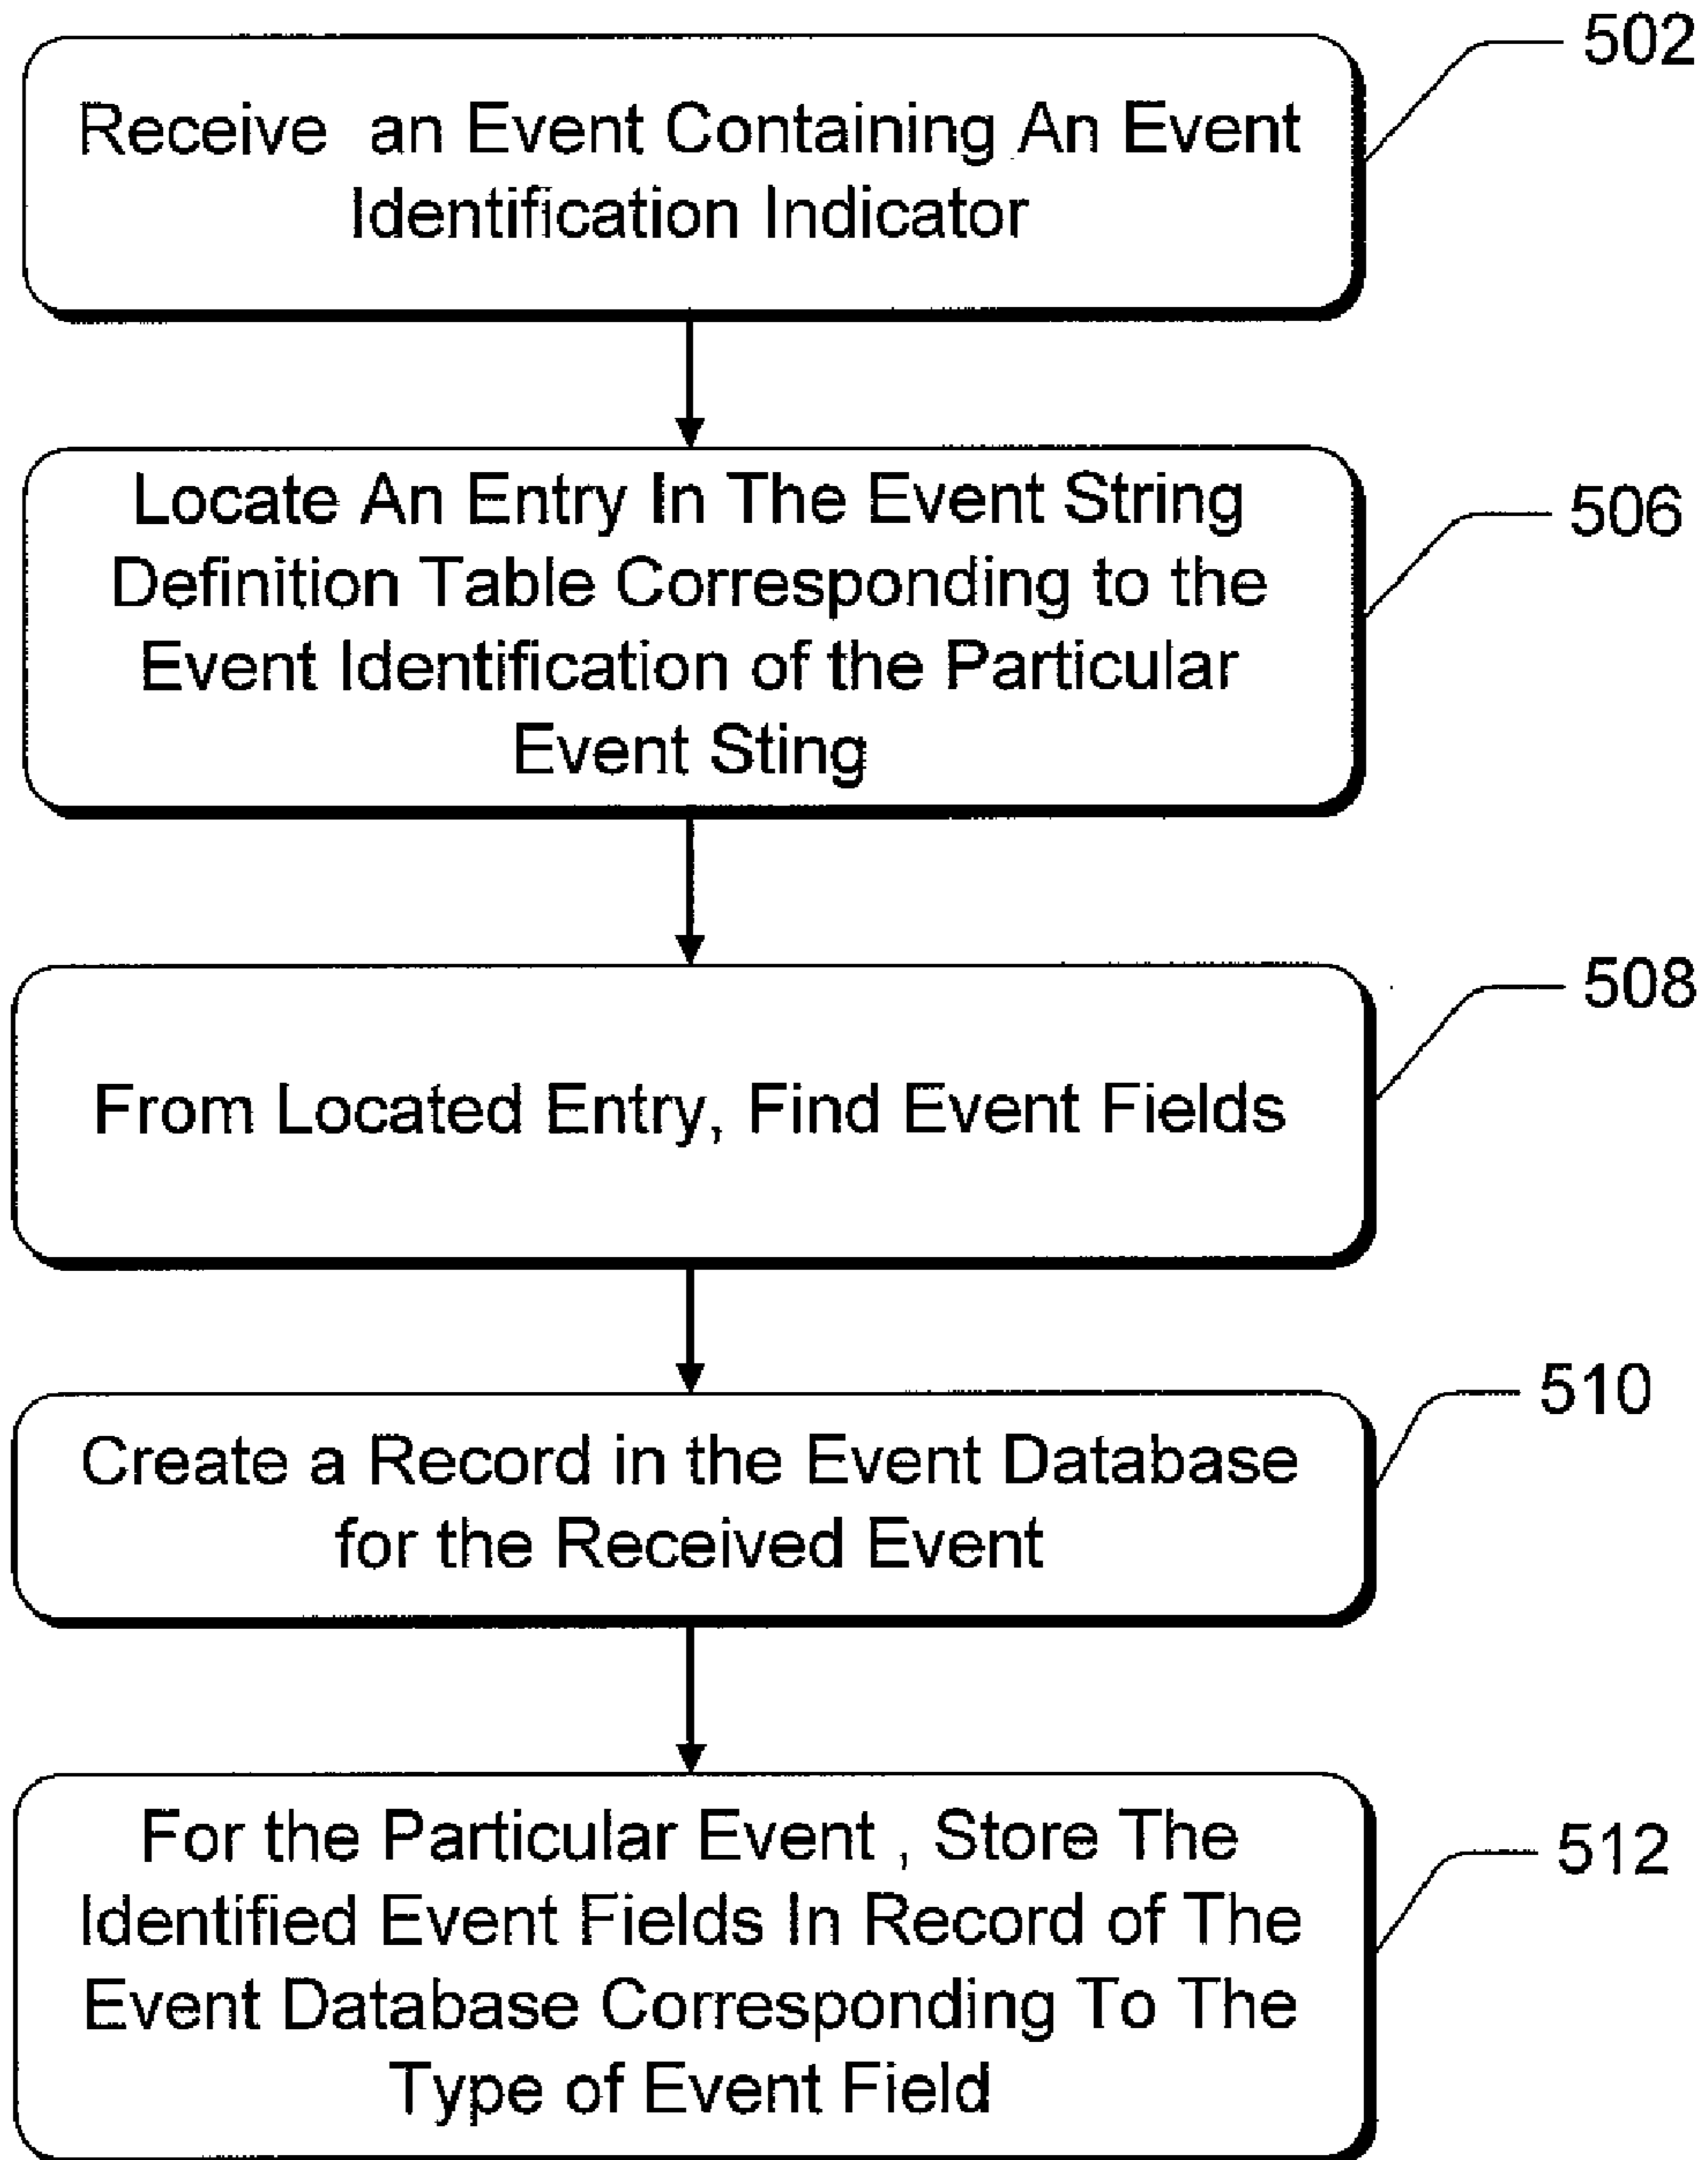 502
Receive an Event Containing An Event
Identification Indicator
506
Locate An Entry In The Event String
Definition Table Corresponding to the
Event Identification of the Particular
Event Sting
508
From Located Entry, Find Event Fields
510
Create a Record in the Event Database
for the Received Event
512
For the Particular Event , Store The
Identified Event Fields In Record of The
Event Database Corresponding To The
Type of Event Field